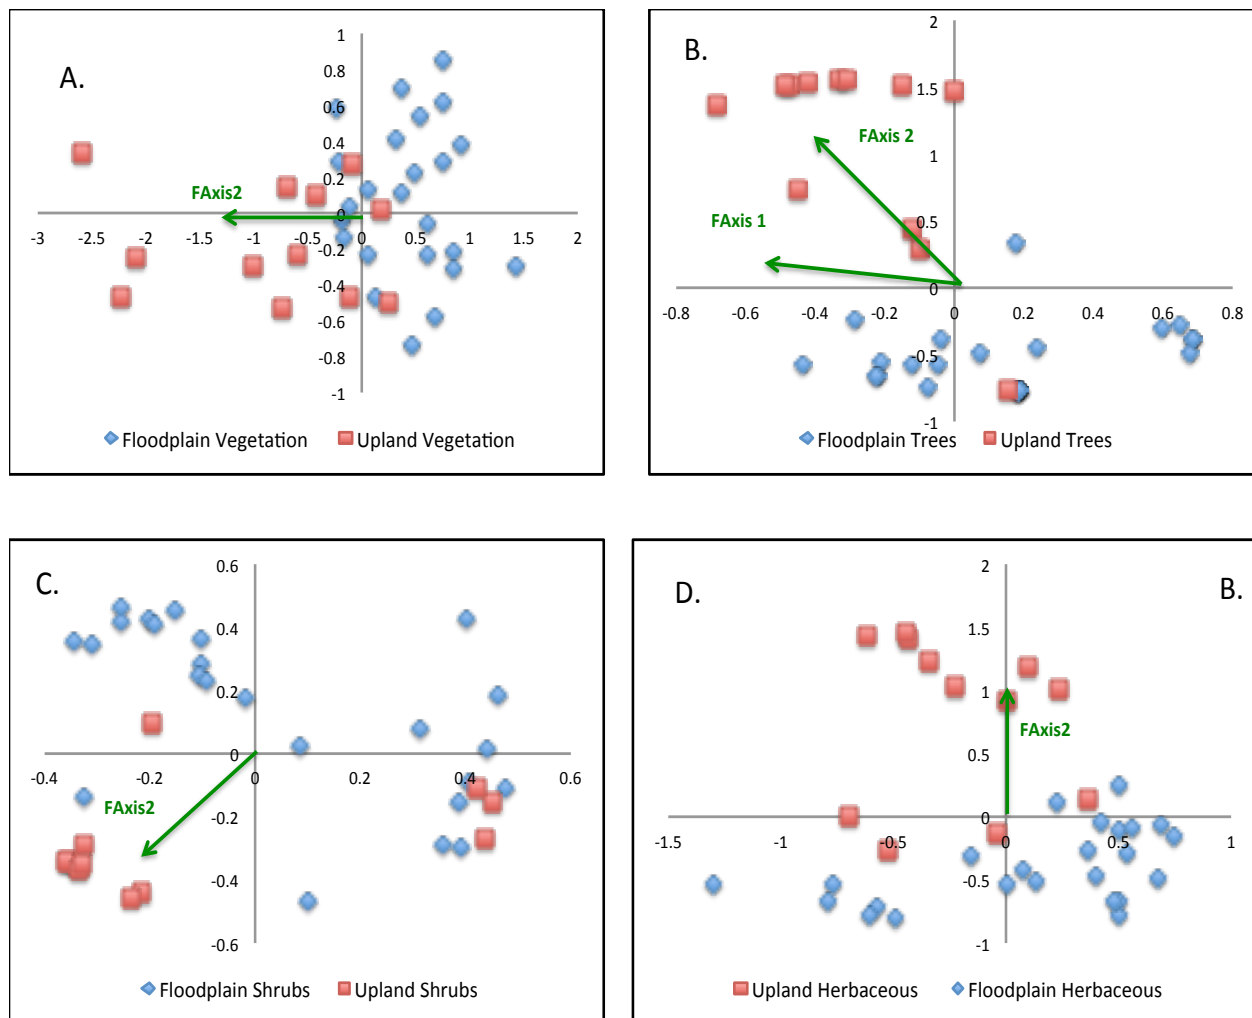 A.
1
0.8
0.6
0.4
0.2
0
-0.2
-0.4
-0.6
-0.8
-1
-3 -2.5 -2 -1.5 -1 -0.5 0 0.5 1 1.5 2
FAxis2
Floodplain Vegetation Upland Vegetation
B.
2
1.5
1
0.5
0
-0.5
-1
-0.8 -0.6 -0.4 -0.2 0 0.2 0.4 0.6 0.8
FAxis 2
FAxis 1
Floodplain Trees Upland Trees
C.
0.6
0.4
0.2
0
-0.2
-0.4
-0.6
-0.4 -0.2 0 0.2 0.4 0.6
FAxis2
Floodplain Shrubs Upland Shrubs
D. B.
2
1.5
1
0.5
0
-0.5
-1
-1.5 -1 -0.5 0 0.5 1
FAxis2
Upland Herbaceous Floodplain Herbaceous